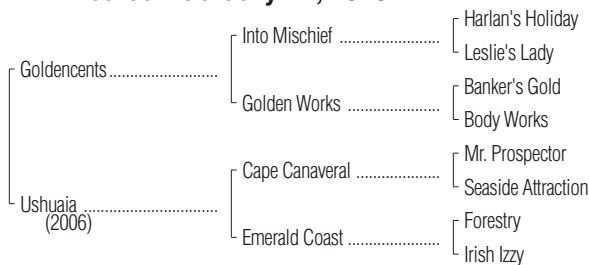 Harlan's Holiday
Into Mischief
Leslie's Lady
Goldencents
Banker's Gold
Golden Works
Body Works
Mr. Prospector
Cape Canaveral
Seaside Attraction
Ushuaia
(2006)
Forestry
Emerald Coast
Irish Izzy